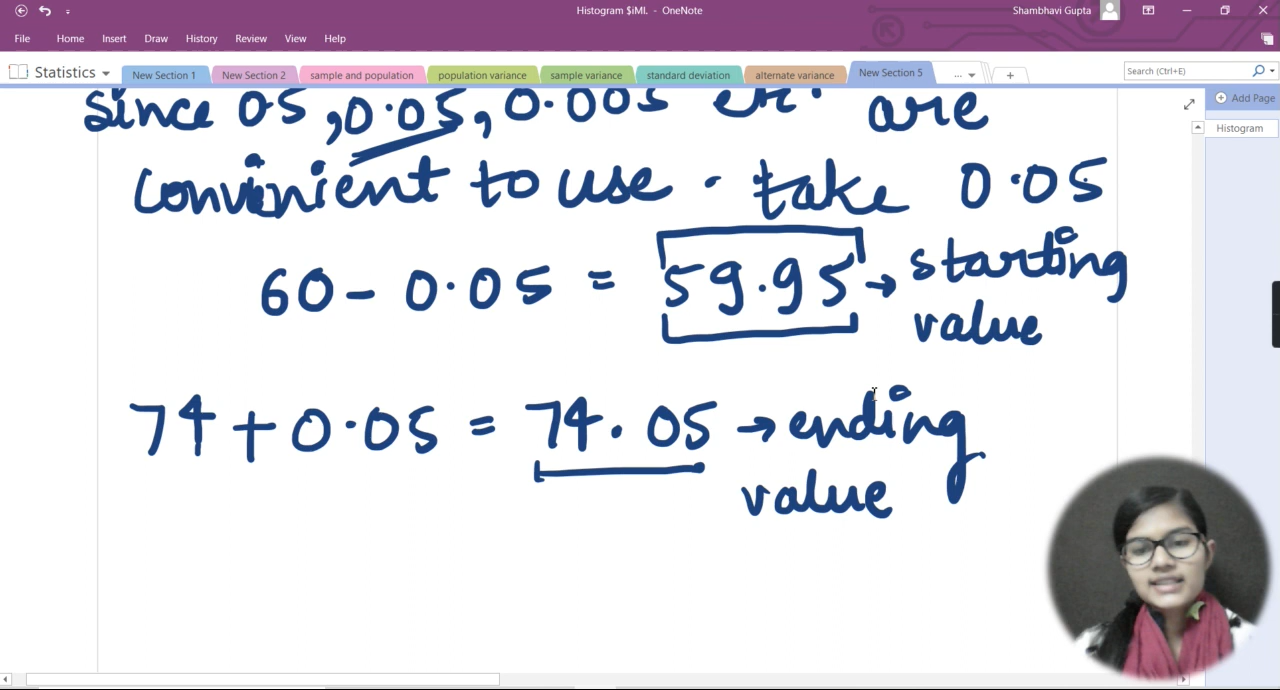 Histogram $iMl. - OneNote
Shambhavi Gupta
File Home Insert Draw History Review View Help
Statistics
New Section 1 New Section 2 sample and population population variance sample variance standard deviation alternate variance New Section 5 ... +
Search (Ctrl+E)
Add Page
Histogram
since 05, 0.05, 0.005 etc. are
convinient to use. take 0.05
60 - 0.05 = 59.95 → starting
value
74 + 0.05 = 74.05 → ending
value